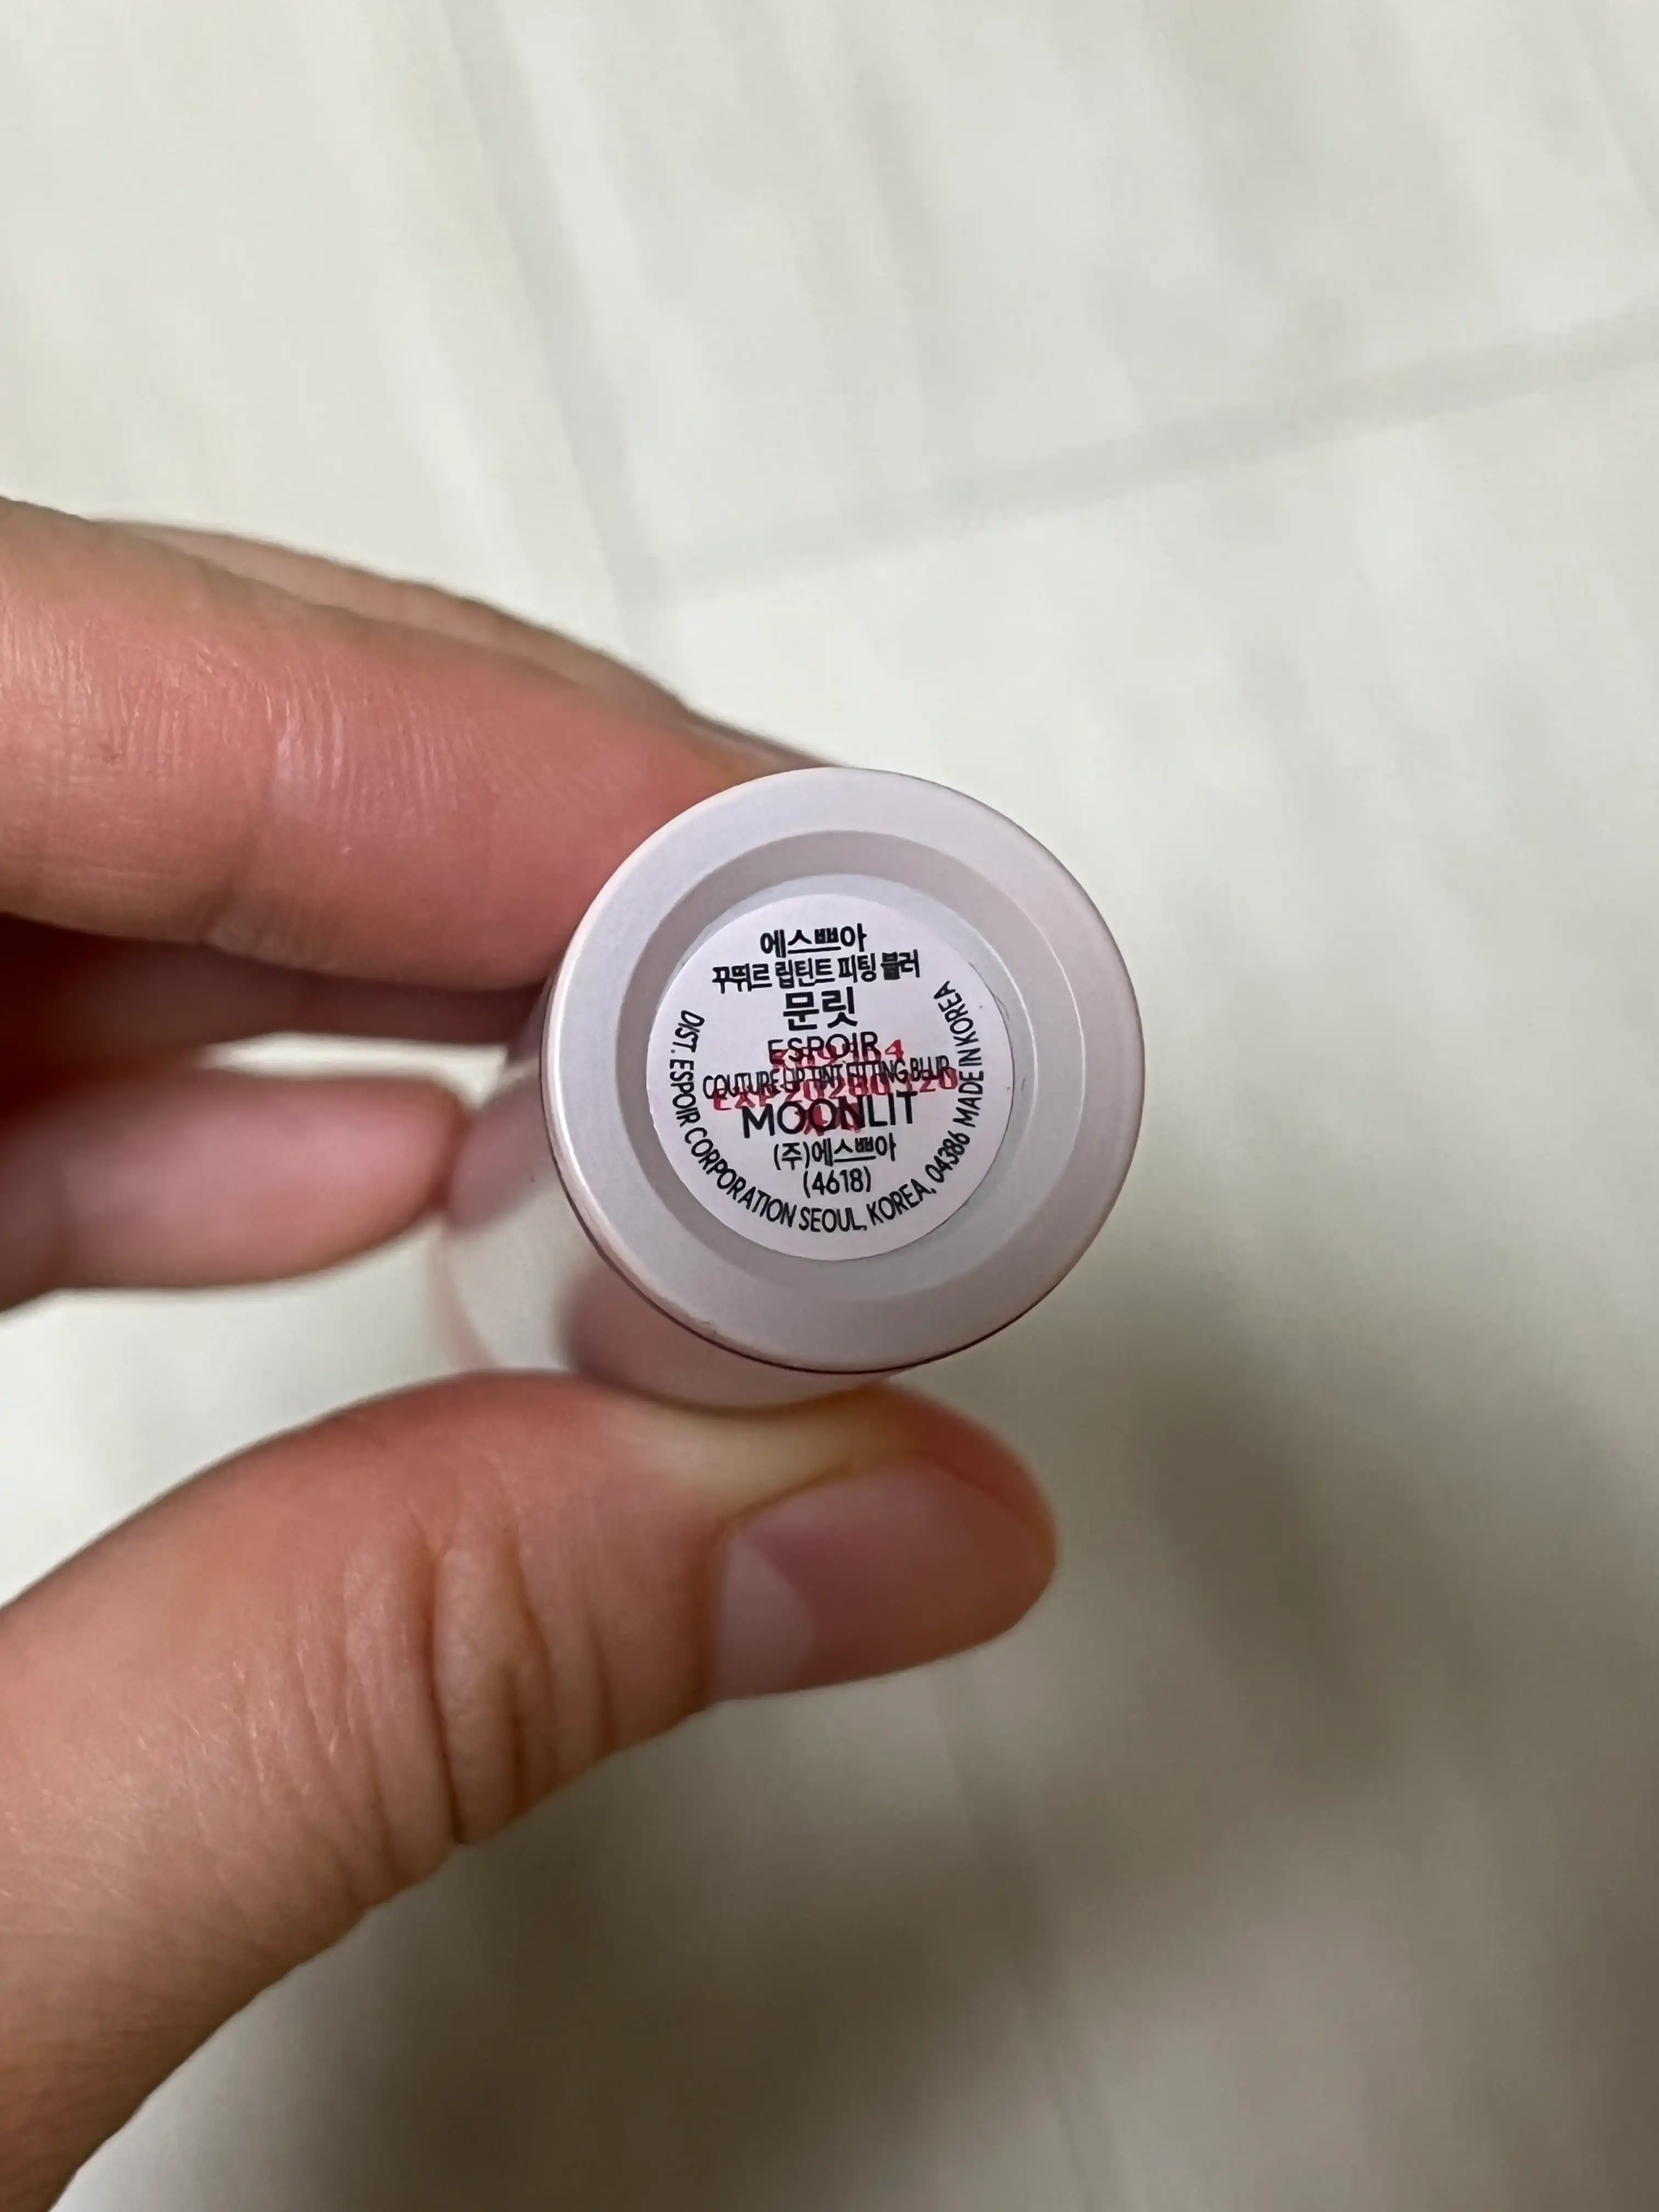 에스쁘아
꾸뛰르 립틴트 피팅 블러
문릿
ESPOIR
COUTURE LIP TINT FITTING BLUR
MOONLIT
(주)에스쁘아
(4618)
DIST. ESPOIR CORPORATION SEOUL, KOREA, 04386 MADE IN KOREA